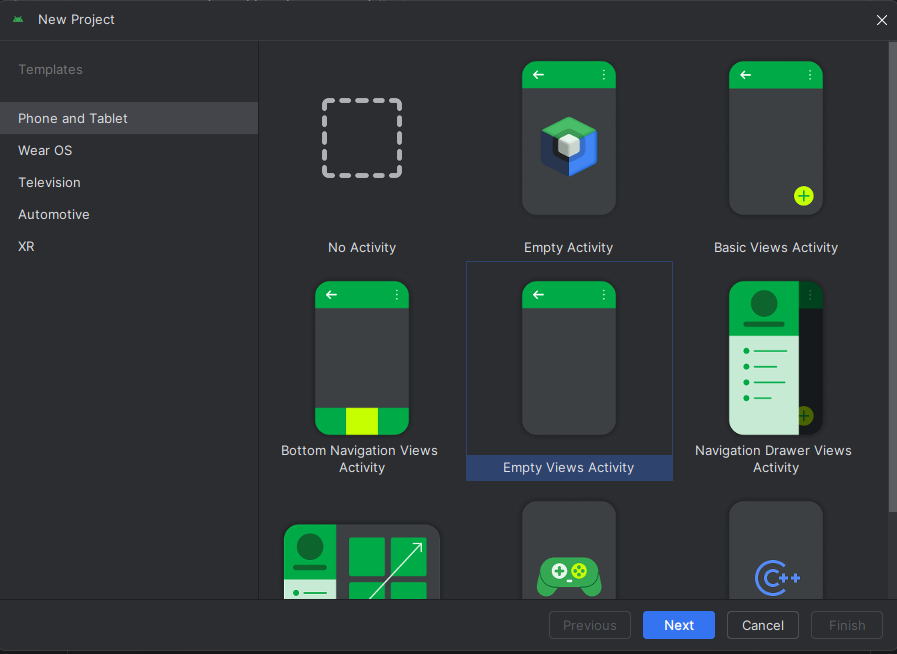 New Project
Templates
Phone and Tablet
Wear OS
Television
Automotive
XR
No Activity
Empty Activity
Basic Views Activity
Bottom Navigation Views
Activity
Empty Views Activity
Navigation Drawer Views
Activity
C++
Previous
Next
Cancel
Finish